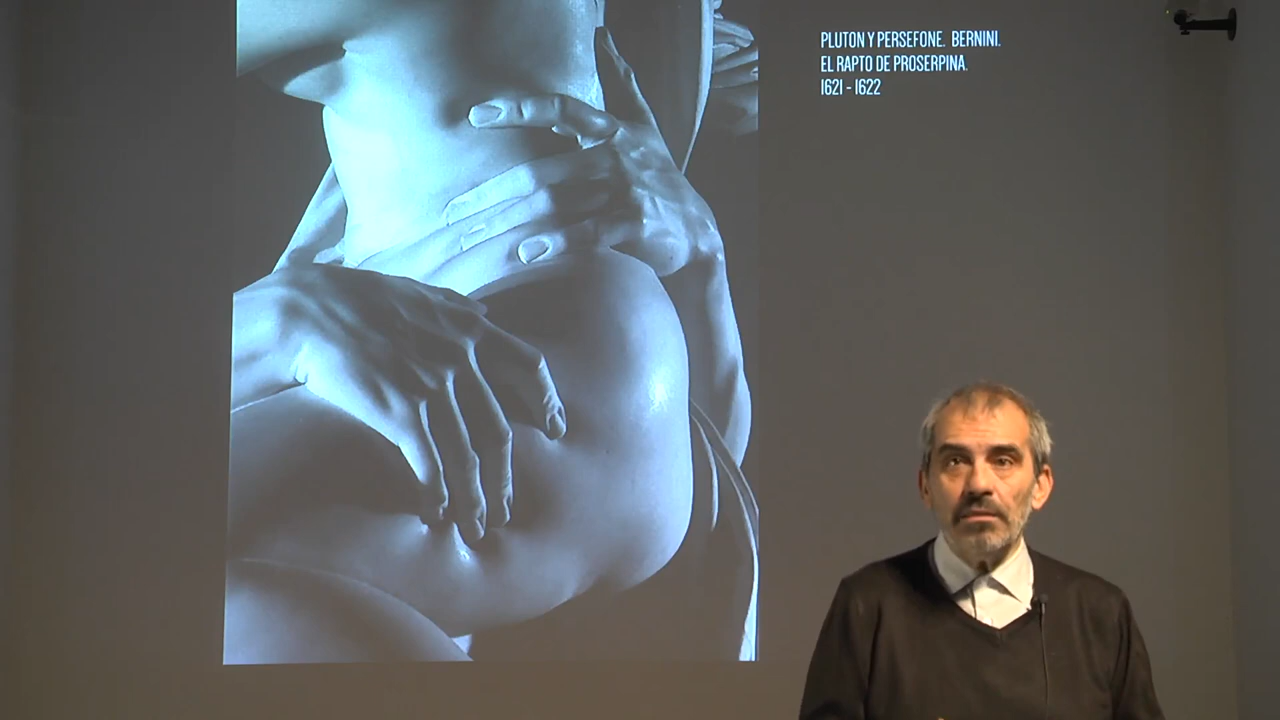 PLUTON Y PERSEFONE. BERNINI.
EL RAPTO DE PROSERPINA.
1621 - 1622